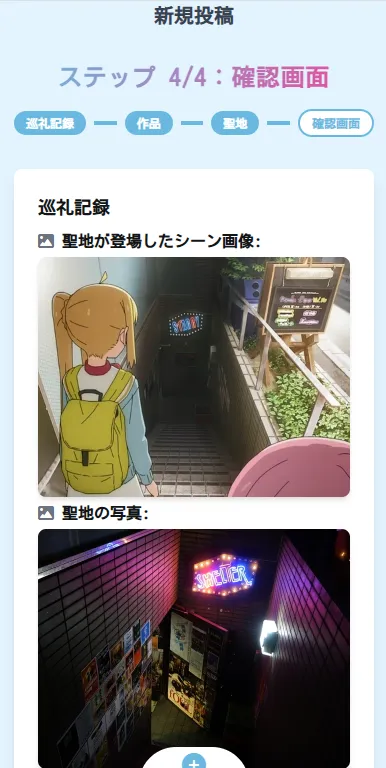 新規投稿
ステップ 4/4：確認画面
巡礼記録
作品
聖地
確認画面
巡礼記録
聖地が登場したシーン画像:
聖地の写真:
SHELTER